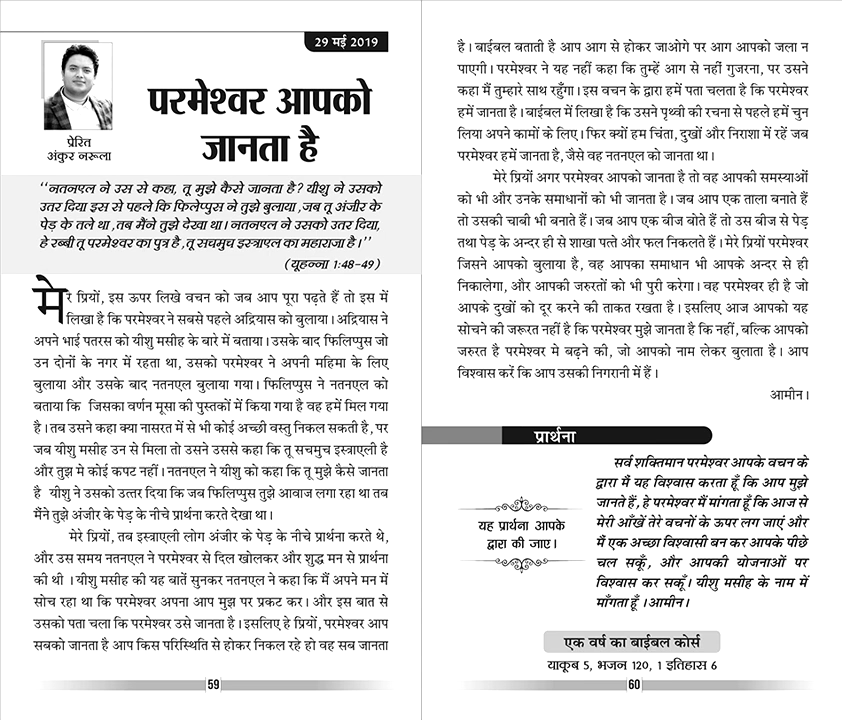 29 मई 2019
परमेश्वर आपको
जानता है
प्रेरित
अंकुर नरूला
"नतनएल ने उस से कहा, तू मुझे कैसे जानता है? यीशु ने उसको
उतर दिया इस से पहले कि फिलेप्पुस ने तुझे बुलाया ,जब तू अंजीर के
पेड़ के तले था ,तब मैंने तुझे देखा था। नतनएल ने उसको उतर दिया,
हे रब्बी तू परमेश्वर का पुत्र है ,तू सचमुच इस्त्राएल का महाराजा है।''
(यूहन्ना 1:48-49)
मेरे प्रियों, इस ऊपर लिखे वचन को जब आप पूरा पढ़ते हैं तो इस में
लिखा है कि परमेश्वर ने सबसे पहले अद्रियास को बुलाया। अद्रियास ने
अपने भाई पतरस को यीशु मसीह के बारे में बताया। उसके बाद फिलिप्पुस जो
उन दोनों के नगर में रहता था, उसको परमेश्वर ने अपनी महिमा के लिए
बुलाया और उसके बाद नतनएल बुलाया गया। फिलिप्पुस ने नतनएल को
बताया कि जिसका वर्णन मूसा की पुस्तकों में किया गया है वह हमें मिल गया
है। तब उसने कहा क्या नासरत में से भी कोई अच्छी वस्तु निकल सकती है, पर
जब यीशु मसीह उन से मिला तो उसने उससे कहा कि तू सचमुच इस्त्राएली है
और तुझ मे कोई कपट नहीं। नतनएल ने यीशु को कहा कि तू मुझे कैसे जानता
है यीशु ने उसको उत्तर दिया कि जब फिलिप्पुस तुझे आवाज लगा रहा था तब
मैंने तुझे अंजीर के पेड़ के नीचे प्रार्थना करते देखा था।
मेरे प्रियों, तब इस्त्राएली लोग अंजीर के पेड़ के नीचे प्रार्थना करते थे,
और उस समय नतनएल ने परमेश्वर से दिल खोलकर और शुद्ध मन से प्रार्थना
की थी । यीशु मसीह की यह बातें सुनकर नतनएल ने कहा कि मैं अपने मन में
सोच रहा था कि परमेश्वर अपना आप मुझ पर प्रकट कर। और इस बात से
उसको पता चला कि परमेश्वर उसे जानता है। इसलिए हे प्रियों, परमेश्वर आप
सबको जानता है आप किस परिस्थिति से होकर निकल रहे हो वह सब जानता
59
है। बाईबल बताती है आप आग से होकर जाओगे पर आग आपको जला न
पाएगी। परमेश्वर ने यह नहीं कहा कि तुम्हें आग से नहीं गुजरना, पर उसने
कहा मैं तुम्हारे साथ रहुँगा। इस वचन के द्वारा हमें पता चलता है कि परमेश्वर
हमें जानता है। बाईबल में लिखा है कि उसने पृथ्वी की रचना से पहले हमें चुन
लिया अपने कामों के लिए। फिर क्यों हम चिंता, दुखों और निराशा में रहें जब
परमेश्वर हमें जानता है, जैसे वह नतनएल को जानता था।
मेरे प्रियों अगर परमेश्वर आपको जानता है तो वह आपकी समस्याओं
को भी और उनके समाधानों को भी जानता है। जब आप एक ताला बनाते हैं
तो उसकी चाबी भी बनाते हैं। जब आप एक बीज बोते हैं तो उस बीज से पेड़
तथा पेड़ के अन्दर ही से शाखा पत्ते और फल निकलते हैं। मेरे प्रियों परमेश्वर
जिसने आपको बुलाया है, वह आपका समाधान भी आपके अन्दर से ही
निकालेगा, और आपकी जरुरतों को भी पुरी करेगा। वह परमेश्वर ही है जो
आपके दुखों को दूर करने की ताकत रखता है। इसलिए आज आपको यह
सोचने की जरूरत नहीं है कि परमेश्वर मुझे जानता है कि नहीं, बल्कि आपको
जरुरत है परमेश्वर मे बढ़ने की, जो आपको नाम लेकर बुलाता है। आप
विश्वास करें कि आप उसकी निगरानी में हैं।
आमीन।
प्रार्थना
यह प्रार्थना आपके
द्वारा की जाए।
सर्व शक्तिमान परमेश्वर आपके वचन के
द्वारा मैं यह विश्वास करता हूँ कि आप मुझे
जानते हैं, हे परमेश्वर मैं मांगता हूँ कि आज से
मेरी आँखें तेरे वचनों के ऊपर लग जाएं और
मैं एक अच्छा विश्वासी बन कर आपके पीछे
चल सकूँ, और आपकी योजनाओं पर
विश्वास कर सकूँ। यीशु मसीह के नाम में
माँगता हूँ ।आमीन।
एक वर्ष का बाईबल कोर्स
याकूब 5, भजन 120, 1 इतिहास 6
60